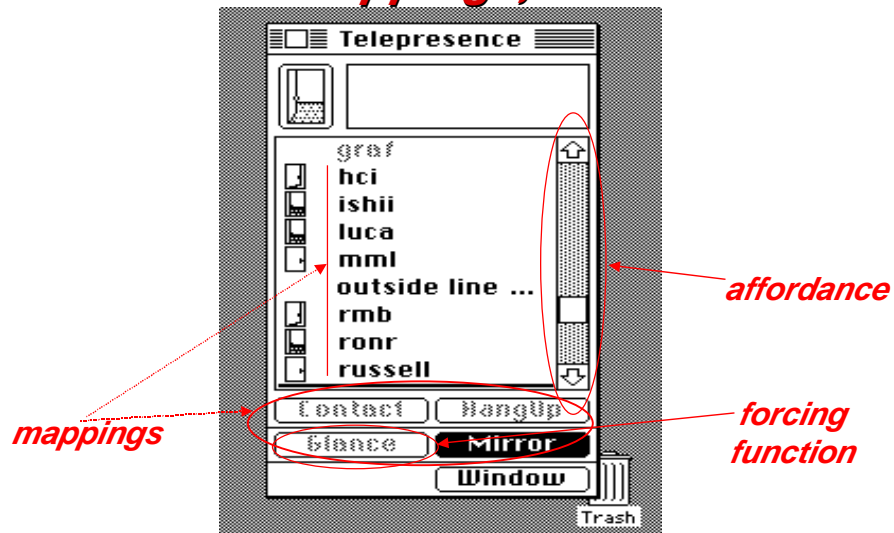 Telepresence
graf
hci
ishii
luca
mml
outside line ...
rmb
ronr
russell
affordance
Contact HangUp
Glance Mirror
Window
mappings
forcing
function
Trash